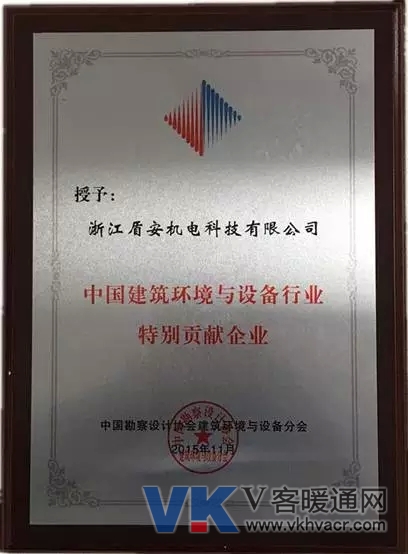 授予：
浙江盾安机电科技有限公司
中国建筑环境与设备行业
特别贡献企业
中国勘察设计协会建筑环境与设备分会
2015年11月
VK V客暖通网
www.vkhvacr.com